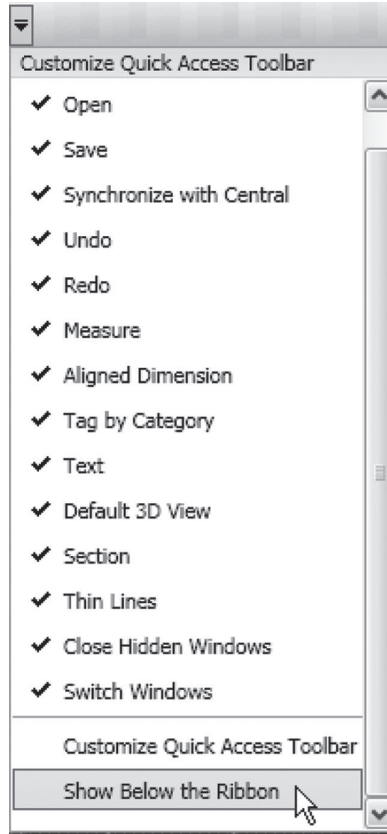 Customize Quick Access Toolbar
Open
Save
Synchronize with Central
Undo
Redo
Measure
Aligned Dimension
Tag by Category
Text
Default 3D View
Section
Thin Lines
Close Hidden Windows
Switch Windows
Customize Quick Access Toolbar
Show Below the Ribbon